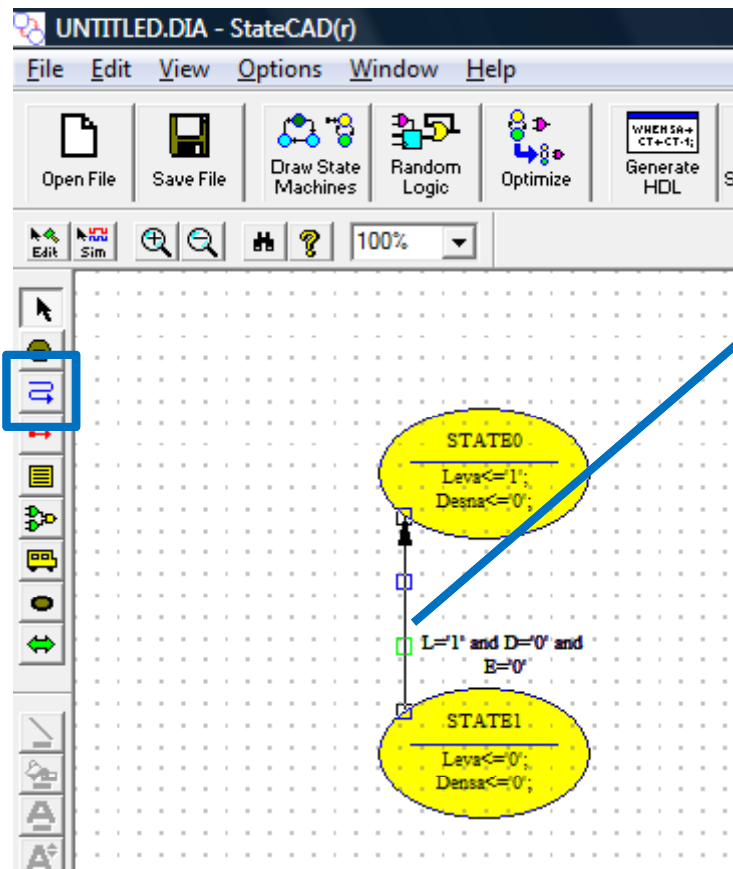 UNTITLED.DIA - StateCAD(r)
File Edit View Options Window Help
WHEN SA+
CT+CT-1;
Open File Save File Draw State Machines Random Logic Optimize Generate HDL S
Edit Sim 100%
STATE0
Leva<='1';
Desna<='0';
L='1' and D='0' and
E='0'
STATE1
Leva<='0';
Densa<='0';
A
A